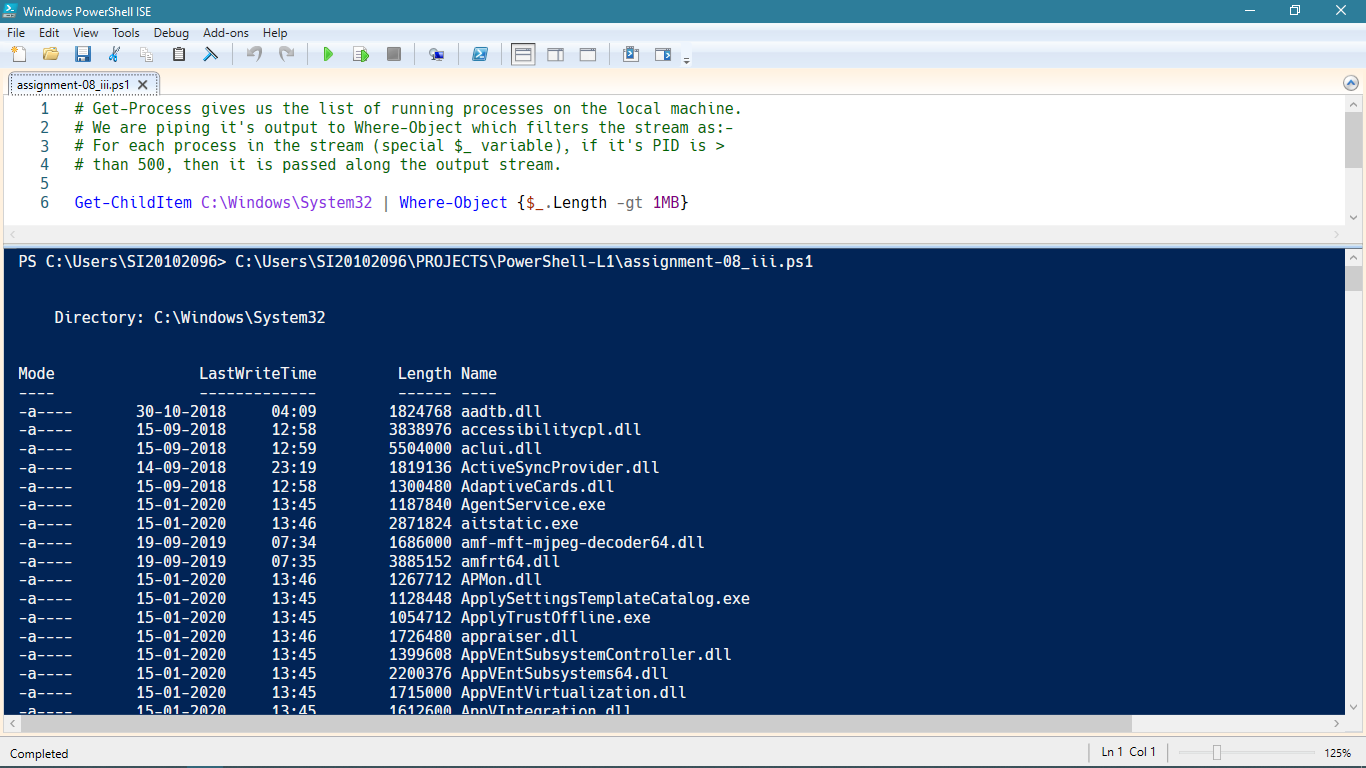 Windows PowerShell ISE
File Edit View Tools Debug Add-ons Help
assignment-08_iii.ps1
1 # Get-Process gives us the list of running processes on the local machine.
2 # We are piping it's output to Where-Object which filters the stream as:-
3 # For each process in the stream (special $_ variable), if it's PID is >
4 # than 500, then it is passed along the output stream.
5
6 Get-ChildItem C:\Windows\System32 | Where-Object {$_.Length -gt 1MB}
PS C:\Users\SI20102096> C:\Users\SI20102096\PROJECTS\PowerShell-L1\assignment-08_iii.ps1
Directory: C:\Windows\System32
Mode LastWriteTime Length Name
---- ------------- ------ ----
-a---- 30-10-2018 04:09 1824768 aadtb.dll
-a---- 15-09-2018 12:58 3838976 accessibilitycpl.dll
-a---- 15-09-2018 12:59 5504000 aclui.dll
-a---- 14-09-2018 23:19 1819136 ActiveSyncProvider.dll
-a---- 15-09-2018 12:58 1300480 AdaptiveCards.dll
-a---- 15-01-2020 13:45 1187840 AgentService.exe
-a---- 15-01-2020 13:46 2871824 aitstatic.exe
-a---- 19-09-2019 07:34 1686000 amf-mft-mjpeg-decoder64.dll
-a---- 19-09-2019 07:35 3885152 amfrt64.dll
-a---- 15-01-2020 13:46 1267712 APMon.dll
-a---- 15-01-2020 13:45 1128448 ApplySettingsTemplateCatalog.exe
-a---- 15-01-2020 13:45 1054712 ApplyTrustOffline.exe
-a---- 15-01-2020 13:46 1726480 appraiser.dll
-a---- 15-01-2020 13:45 1399608 AppVEntSubsystemController.dll
-a---- 15-01-2020 13:45 2200376 AppVEntSubsystems64.dll
-a---- 15-01-2020 13:45 1715000 AppVEntVirtualization.dll
-a---- 15-01-2020 13:45 1612600 AppVIntegration.dll
Completed Ln 1 Col 1 125%